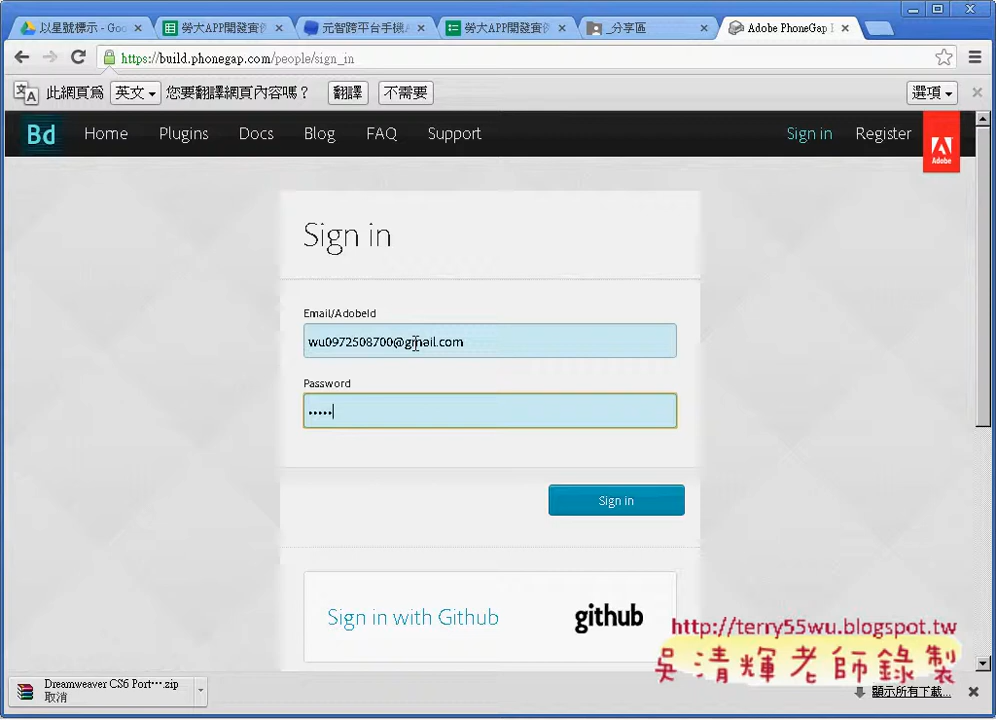 以星號標示 - Goo
勞大APP開發實例
元智跨平台手機A
勞大APP開發實例
_分享區
Adobe PhoneGap
https://build.phonegap.com/people/sign_in
此網頁為 英文 您要翻譯網頁內容嗎？ 翻譯 不需要 選項
Bd Home Plugins Docs Blog FAQ Support Sign in Register
Adobe
Sign in
Email/AdobeId
wu0972508700@gmail.com
Password
•••••
Sign in
Sign in with Github github
http://terry55wu.blogspot.tw
吳清輝老師錄製
Dreamweaver CS6 Port⋯.zip
取消
顯示所有下載...